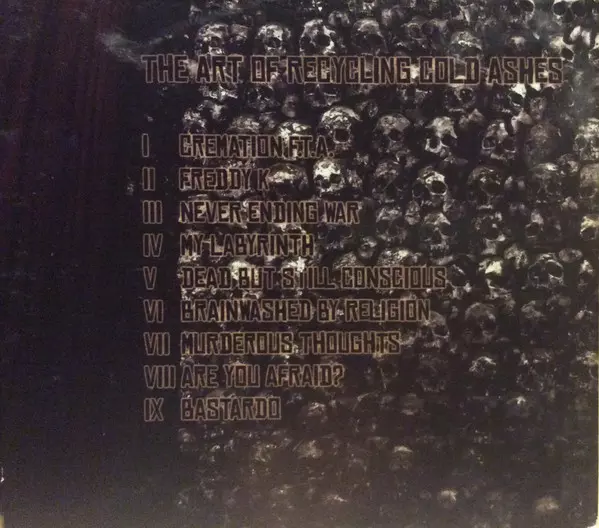 THE ART OF RECYCLING COLD ASHES
I CREMATION F.T.A.
II FREDDY K
III NEVER ENDING WAR
IV MY LABYRINTH
V DEAD BUT STILL CONSCIOUS
VI BRAINWASHED BY RELIGION
VII MURDEROUS THOUGHTS
VIII ARE YOU AFRAID?
IX BASTARDO